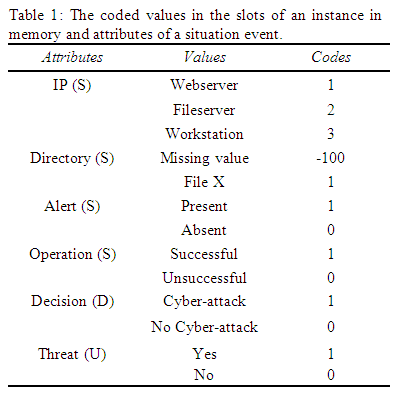 Table 1: The coded values in the slots of an instance in
memory and attributes of a situation event.
Attributes Values Codes
IP (S) Webserver 1
Fileserver 2
Workstation 3
Directory (S) Missing value -100
File X 1
Alert (S) Present 1
Absent 0
Operation (S) Successful 1
Unsuccessful 0
Decision (D) Cyber-attack 1
No Cyber-attack 0
Threat (U) Yes 1
No 0